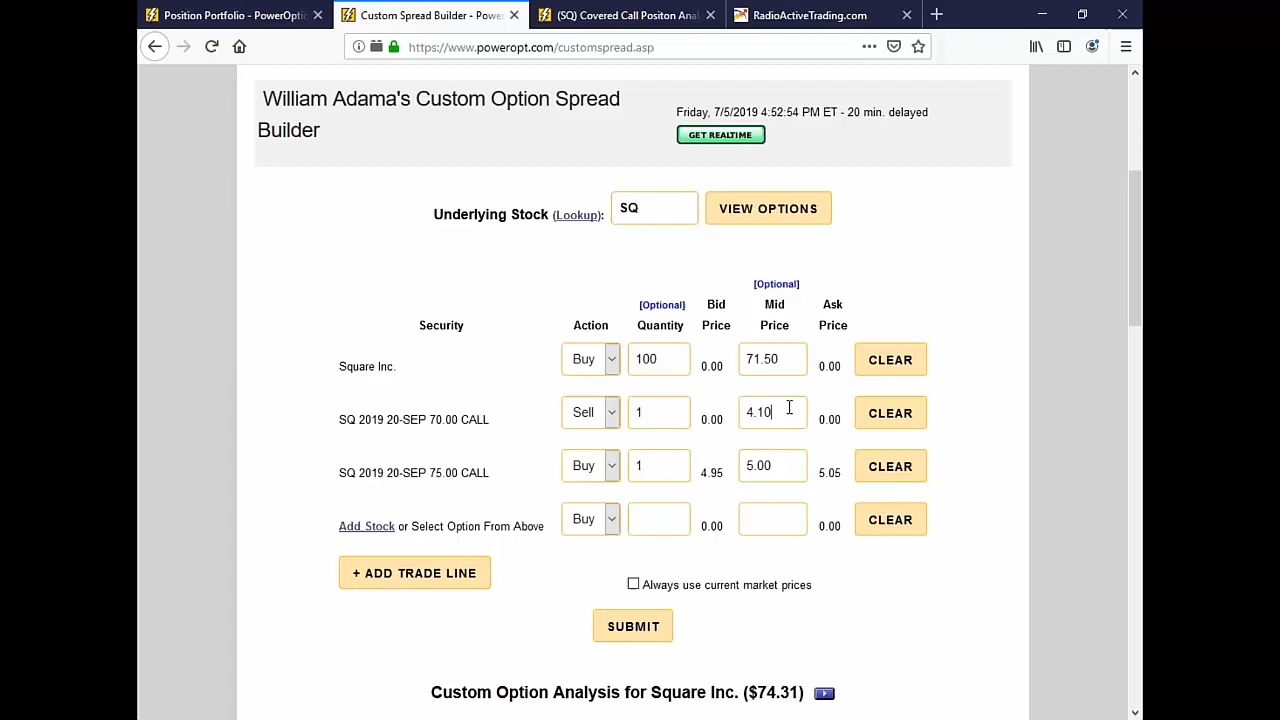 Position Portfolio - PowerOptic
Custom Spread Builder - Power
(SQ) Covered Call Positon Anal
RadioActiveTrading.com
https://www.poweropt.com/customspread.asp
William Adama's Custom Option Spread
Builder
Friday, 7/5/2019 4:52:54 PM ET - 20 min. delayed
GET REALTIME
Underlying Stock (Lookup): SQ VIEW OPTIONS
[Optional]
[Optional] Bid Mid Ask
Security Action Quantity Price Price Price
Square Inc. Buy 100 0.00 71.50 0.00 CLEAR
SQ 2019 20-SEP 70.00 CALL Sell 1 0.00 4.10 0.00 CLEAR
SQ 2019 20-SEP 75.00 CALL Buy 1 4.95 5.00 5.05 CLEAR
Add Stock or Select Option From Above Buy 0.00 0.00 CLEAR
+ ADD TRADE LINE
Always use current market prices
SUBMIT
Custom Option Analysis for Square Inc. ($74.31)